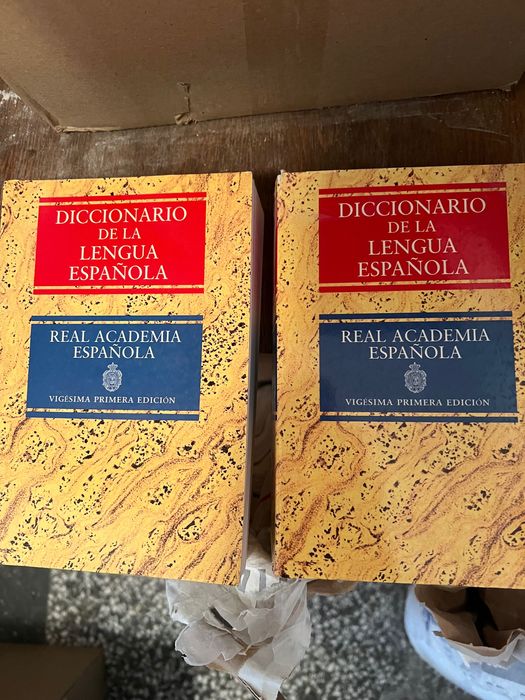 DICCIONARIO
DE LA
LENGUA
ESPAÑOLA
REAL ACADEMIA
ESPAÑOLA
VIGÉSIMA PRIMERA EDICIÓN
DICCIONARIO
DE LA
LENGUA
ESPAÑOLA
REAL ACADEMIA
ESPAÑOLA
VIGÉSIMA PRIMERA EDICIÓN